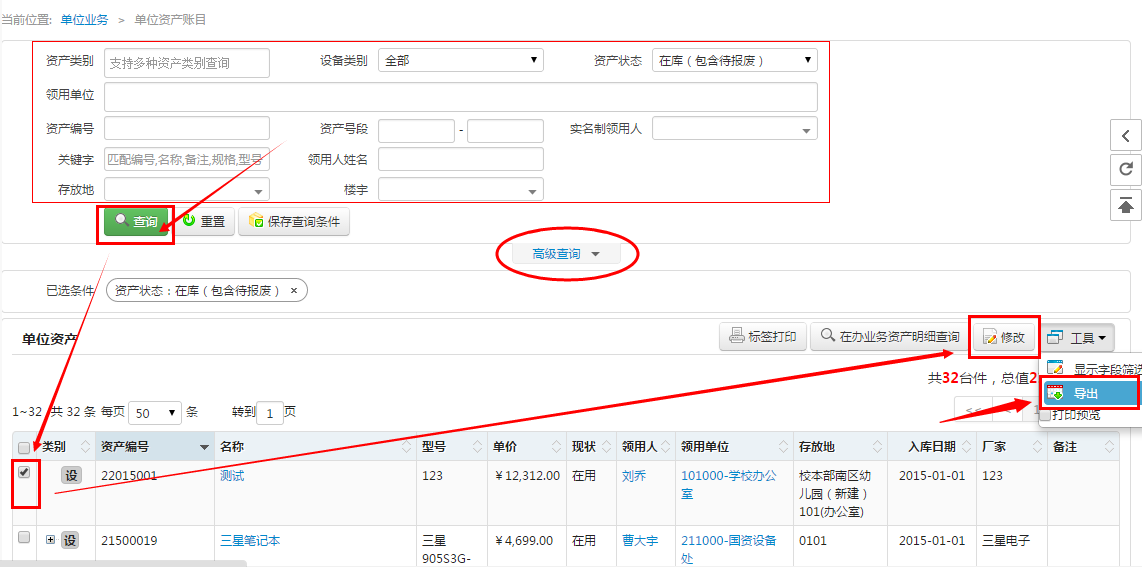 当前位置: 单位业务 > 单位资产账目
资产类别 支持多种资产类别查询 设备类别 全部 资产状态 在库（包含待报废）
领用单位
资产编号 资产号段 - 实名制领用人
关键字 匹配编号,名称,备注,规格,型号 领用人姓名
存放地 楼宇
查询 重置 保存查询条件
高级查询
已选条件 资产状态：在库（包含待报废） ×
单位资产 标签打印 在办业务资产明细查询 修改 工具
显示字段筛选
共32台件，总值2
导出
打印预览
1~32 共 32 条 每页 50 条 转到 1 页 <<
类别 资产编号 名称 型号 单价 现状 领用人 领用单位 存放地 入库日期 厂家 备注
设 22015001 测试 123 ￥12,312.00 在用 刘乔 101000-学校办公室 校本部南区幼儿园（新建）101(办公室) 2015-01-01 123
设 21500019 三星笔记本 三星905S3G- ￥4,699.00 在用 曹大宇 211000-国资设备处 0101 2015-01-01 三星电子